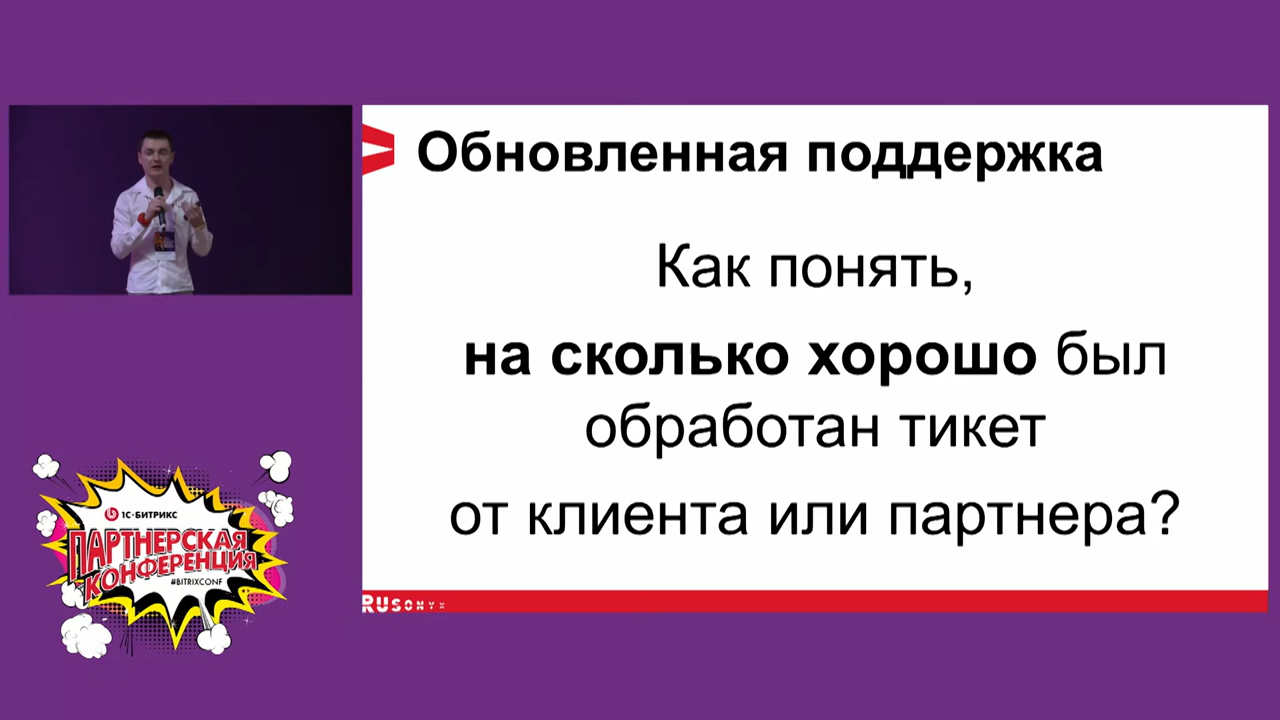 Обновленная поддержка
Как понять,
на сколько хорошо был
обработан тикет
от клиента или партнера?
RUSONYX
1С·БИТРИКС
ПАРТНЕРСКАЯ
КОНФЕРЕНЦИЯ
#BITRIXCONF